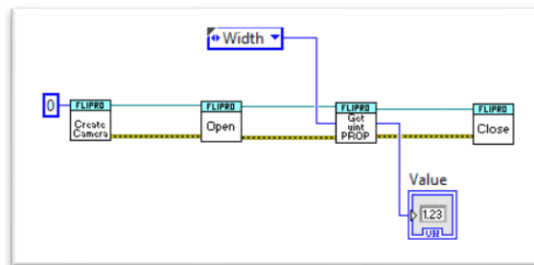 Width
0
FLIPRO
Create
Camera
FLIPRO
Open
FLIPRO
Get
uint
PROP
FLIPRO
Close
Value
1.23
U32